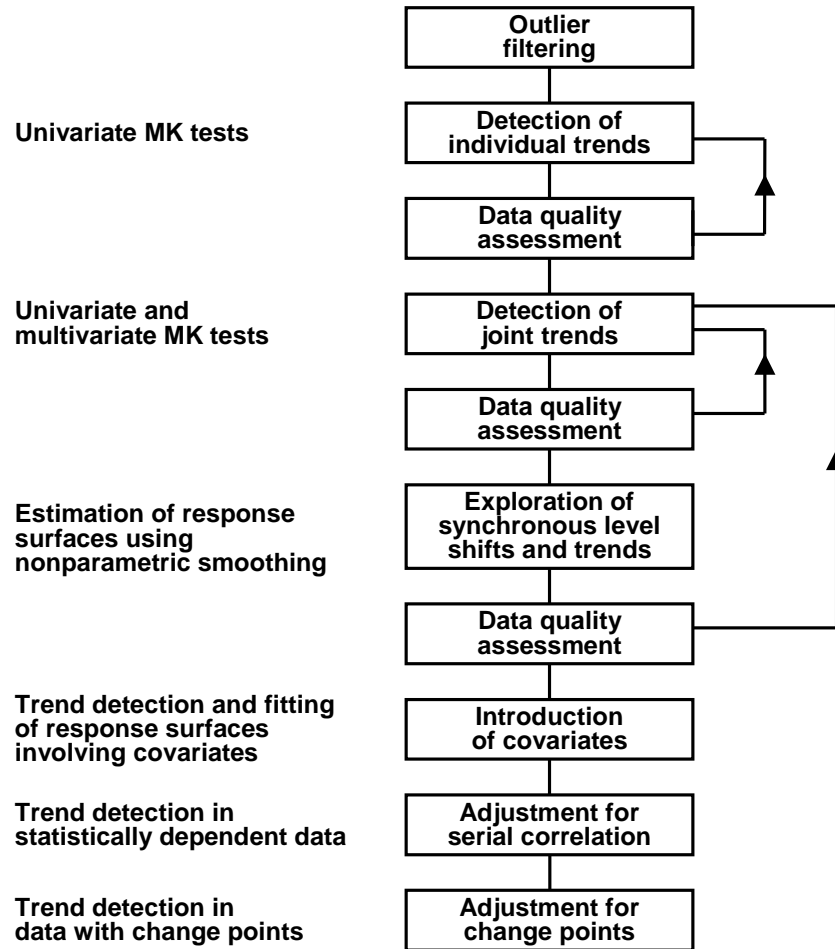 Outlier
filtering
Univariate MK tests
Detection of
individual trends
Data quality
assessment
Univariate and
multivariate MK tests
Detection of
joint trends
Data quality
assessment
Estimation of response
surfaces using
nonparametric smoothing
Exploration of
synchronous level
shifts and trends
Data quality
assessment
Trend detection and fitting
of response surfaces
involving covariates
Introduction
of covariates
Trend detection in
statistically dependent data
Adjustment for
serial correlation
Trend detection in
data with change points
Adjustment for
change points